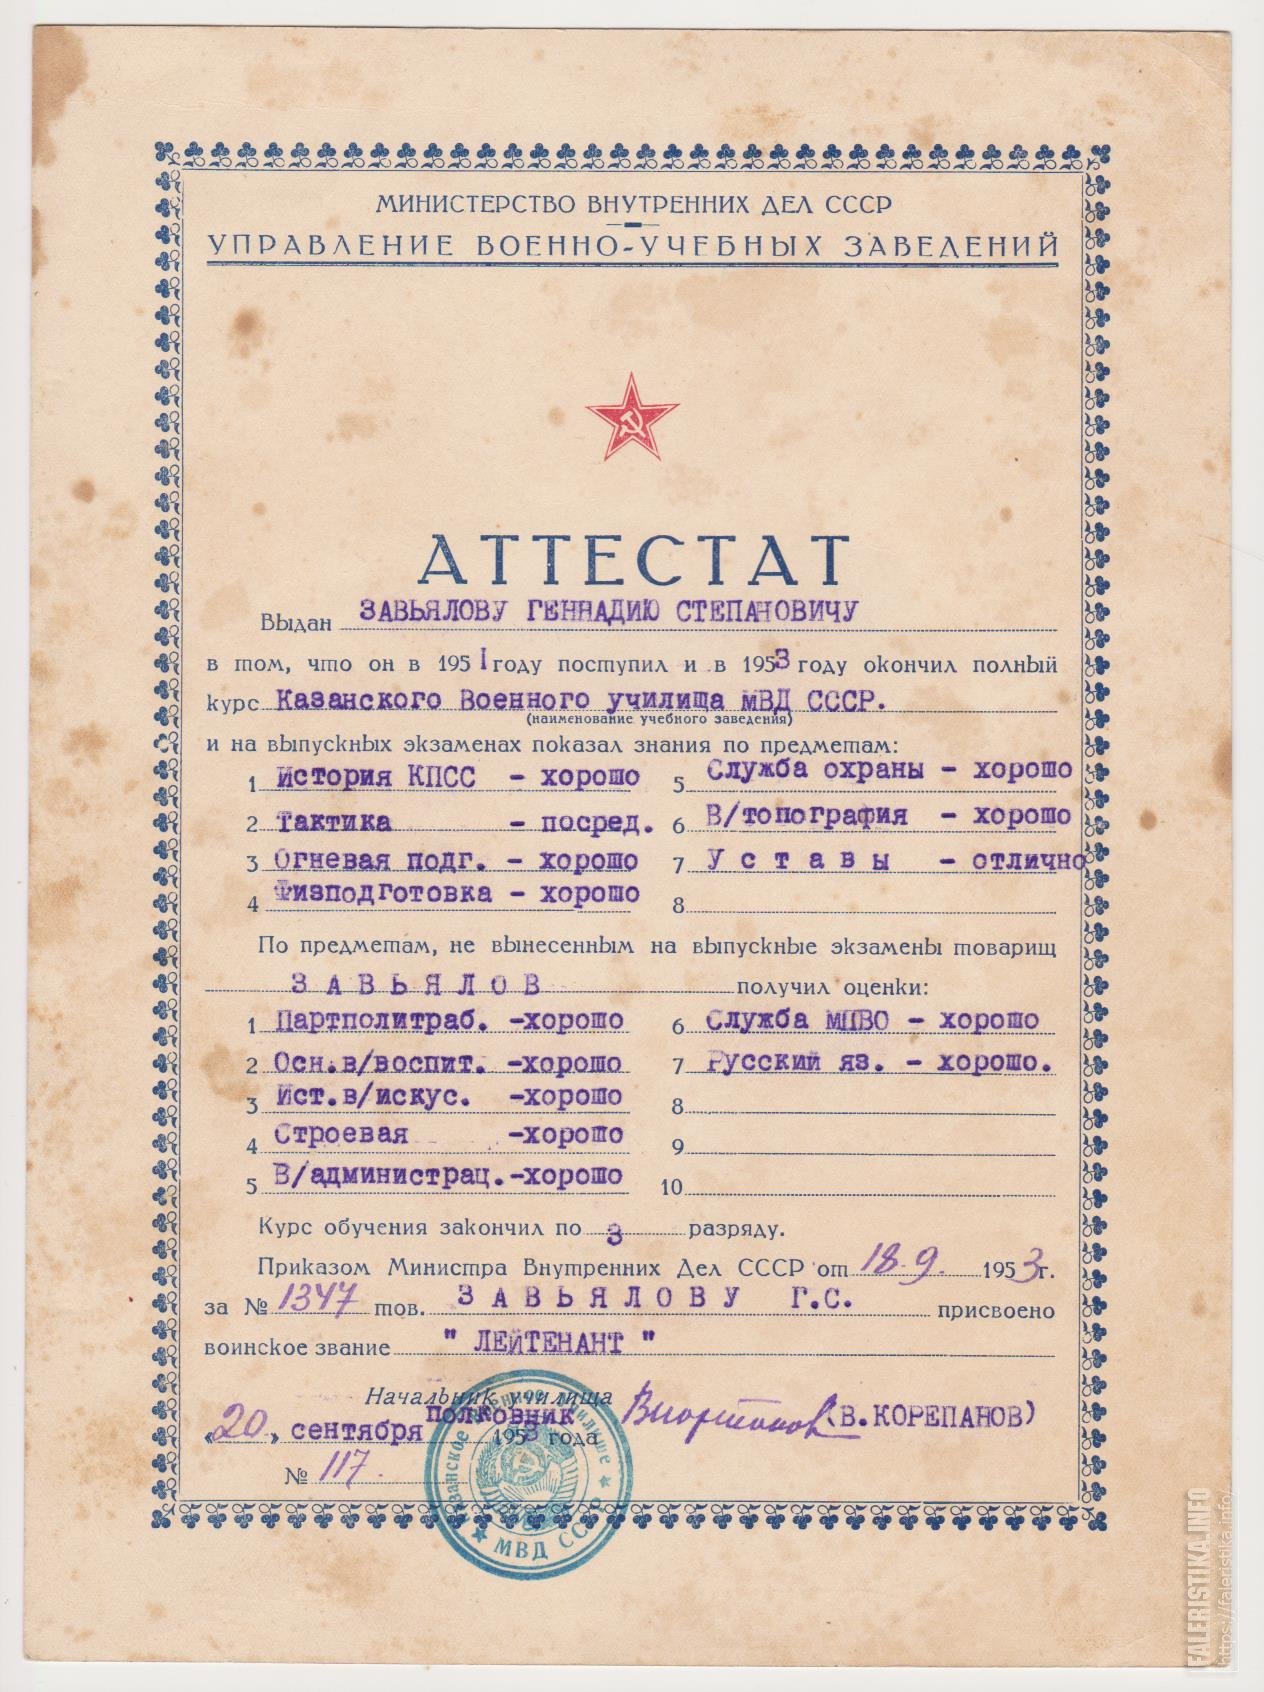 МИНИСТЕРСТВО ВНУТРЕННИХ ДЕЛ СССР
УПРАВЛЕНИЕ ВОЕННО-УЧЕБНЫХ ЗАВЕДЕНИЙ
АТТЕСТАТ
Выдан ЗАВЬЯЛОВУ ГЕННАДИЮ СТЕПАНОВИЧУ
в том, что он в 1951 году поступил и в 1953 году окончил полный
курс Казанского Военного училища МВД СССР.
(наименование учебного заведения)
и на выпускных экзаменах показал знания по предметам:
1 История КПСС - хорошо 5 Служба охраны - хорошо
2 Тактика - посред. 6 В/топография - хорошо
3 Огневая подг. - хорошо 7 Уставы - отлично
4 Физподготовка - хорошо 8
По предметам, не вынесенным на выпускные экзамены товарищ
ЗАВЬЯЛОВ получил оценки:
1 Партполитраб. -хорошо 6 Служба МПВО - хорошо
2 Осн.в/воспит. -хорошо 7 Русский яз. - хорошо.
3 Ист.в/искус. -хорошо 8
4 Строевая -хорошо 9
5 В/администрац.-хорошо 10
Курс обучения закончил по 3 разряду.
Приказом Министра Внутренних Дел СССР от 18.9. 1953г.
за № 1347 тов. ЗАВЬЯЛОВУ Г.С. присвоено
воинское звание " ЛЕЙТЕНАНТ "
Начальник училища
полковник (В.КОРЕПАНОВ)
«20» сентября 1953 года
№ 117.
Казанское Военное училище
МВД СССР
FALERISTIKA.INFO
https://faleristika.info/